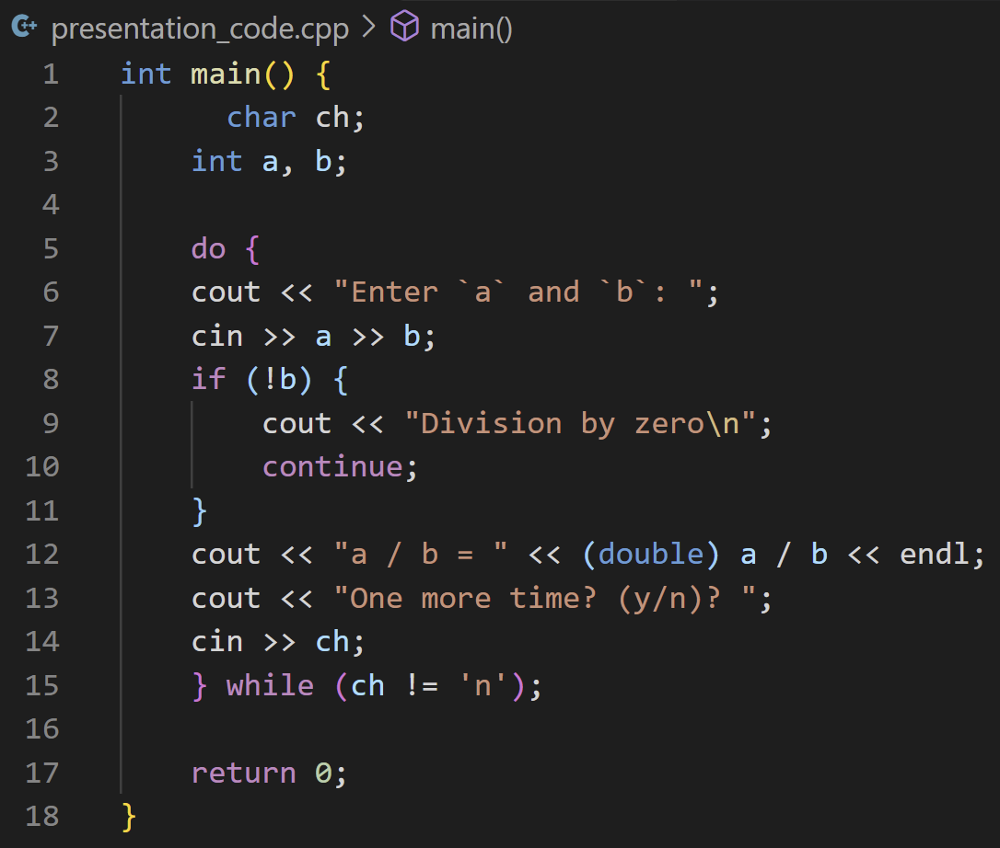 presentation_code.cpp > main()
1 int main() {
2 char ch;
3 int a, b;
4
5 do {
6 cout << "Enter `a` and `b`: ";
7 cin >> a >> b;
8 if (!b) {
9 cout << "Division by zero\n";
10 continue;
11 }
12 cout << "a / b = " << (double) a / b << endl;
13 cout << "One more time? (y/n)? ";
14 cin >> ch;
15 } while (ch != 'n');
16
17 return 0;
18 }